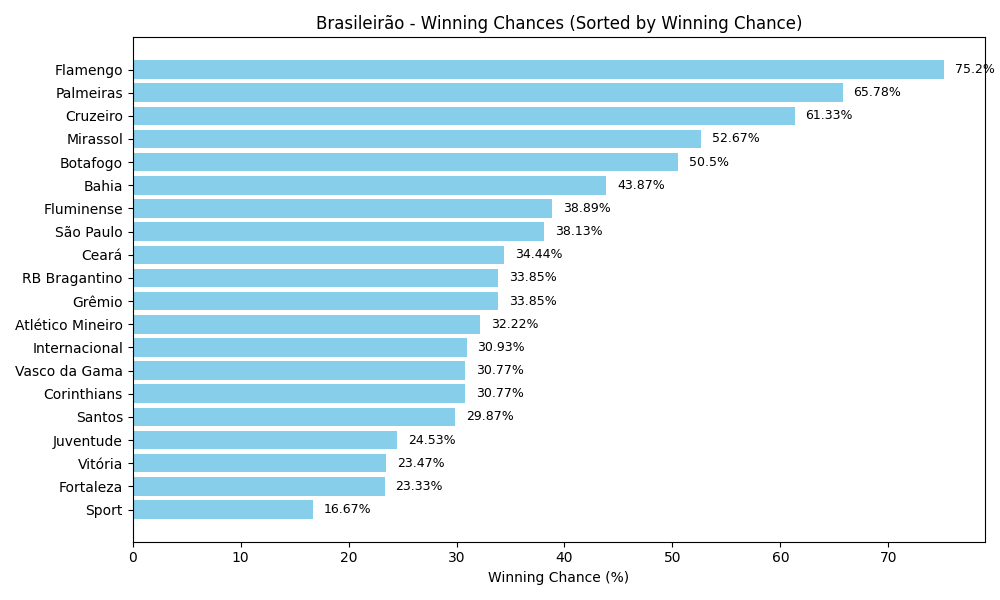 Brasileirão - Winning Chances (Sorted by Winning Chance)
Flamengo 75.2%
Palmeiras 65.78%
Cruzeiro 61.33%
Mirassol 52.67%
Botafogo 50.5%
Bahia 43.87%
Fluminense 38.89%
São Paulo 38.13%
Ceará 34.44%
RB Bragantino 33.85%
Grêmio 33.85%
Atlético Mineiro 32.22%
Internacional 30.93%
Vasco da Gama 30.77%
Corinthians 30.77%
Santos 29.87%
Juventude 24.53%
Vitória 23.47%
Fortaleza 23.33%
Sport 16.67%
0 10 20 30 40 50 60 70
Winning Chance (%)